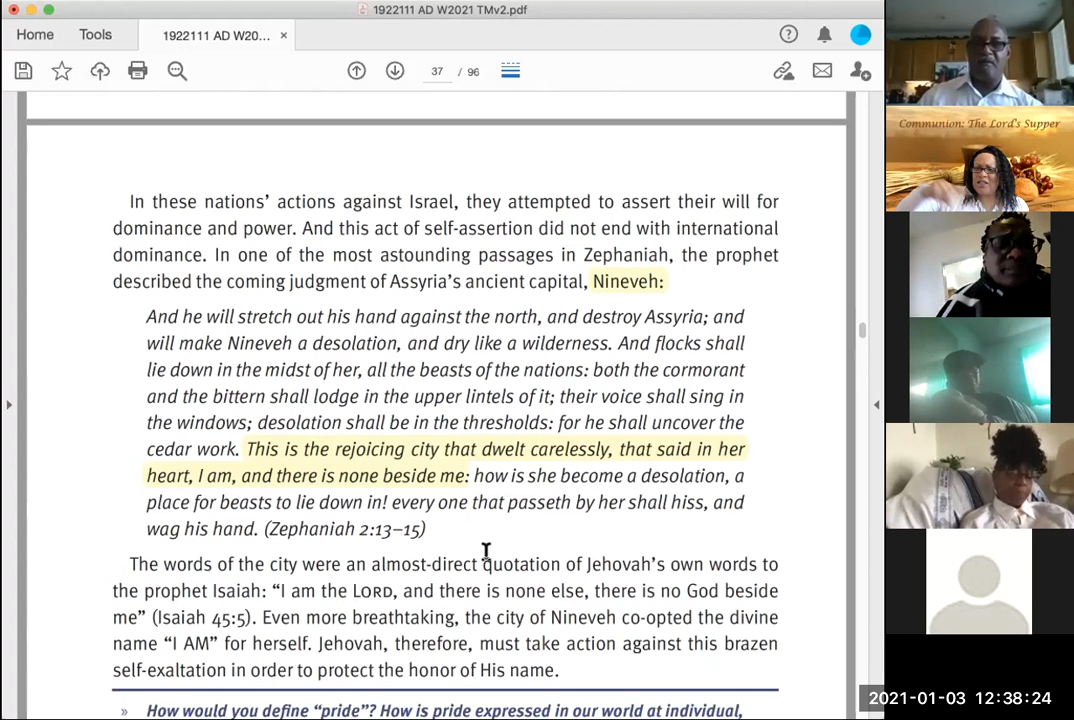 1922111 AD W2021 TMv2.pdf
Home Tools 1922111 AD W20... ×
37 / 96
Communion: The Lord's Supper
In these nations' actions against Israel, they attempted to assert their will for
dominance and power. And this act of self-assertion did not end with international
dominance. In one of the most astounding passages in Zephaniah, the prophet
described the coming judgment of Assyria's ancient capital, Nineveh:
And he will stretch out his hand against the north, and destroy Assyria; and
will make Nineveh a desolation, and dry like a wilderness. And flocks shall
lie down in the midst of her, all the beasts of the nations: both the cormorant
and the bittern shall lodge in the upper lintels of it; their voice shall sing in
the windows; desolation shall be in the thresholds: for he shall uncover the
cedar work. This is the rejoicing city that dwelt carelessly, that said in her
heart, I am, and there is none beside me: how is she become a desolation, a
place for beasts to lie down in! every one that passeth by her shall hiss, and
wag his hand. (Zephaniah 2:13–15)
The words of the city were an almost-direct quotation of Jehovah's own words to
the prophet Isaiah: "I am the LORD, and there is none else, there is no God beside
me" (Isaiah 45:5). Even more breathtaking, the city of Nineveh co-opted the divine
name "I AM" for herself. Jehovah, therefore, must take action against this brazen
self-exaltation in order to protect the honor of His name.
» How would you define "pride"? How is pride expressed in our world at individual,
2021-01-03 12:38:24